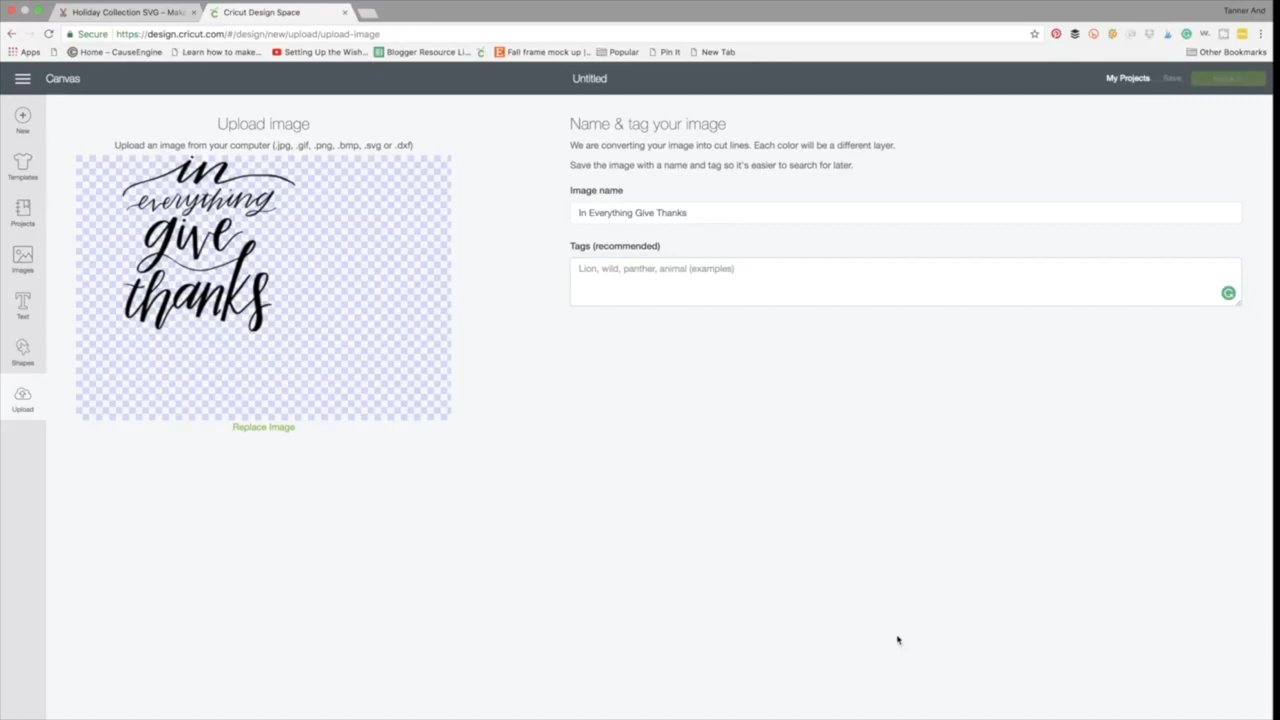 Holiday Collection SVG – Mak
Cricut Design Space
Tanner And
Secure
https://design.cricut.com/#/design/new/upload/upload-image
Apps
Home – CauseEngine
Learn how to make...
Setting Up the Wish...
Blogger Resource Li...
Fall frame mock up |...
Popular
Pin It
New Tab
Other Bookmarks
Canvas
Untitled
My Projects
Save
New
Templates
Projects
Images
Text
Shapes
Upload
Upload image
Upload an image from your computer (.jpg, .gif, .png, .bmp, .svg or .dxf)
in
everything
give
thanks
Replace Image
Name & tag your image
We are converting your image into cut lines. Each color will be a different layer.
Save the image with a name and tag so it's easier to search for later.
Image name
In Everything Give Thanks
Tags (recommended)
Lion, wild, panther, animal (examples)